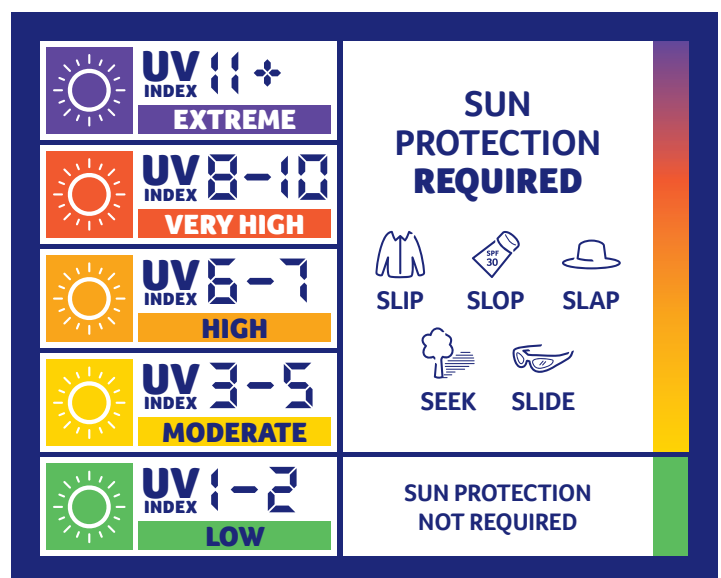 UV INDEX 11+
EXTREME
UV INDEX 8-10
VERY HIGH
UV INDEX 6-7
HIGH
UV INDEX 3-5
MODERATE
UV INDEX 1-2
LOW
SUN
PROTECTION
REQUIRED
SPF
30
SLIP SLOP SLAP
SEEK SLIDE
SUN PROTECTION
NOT REQUIRED